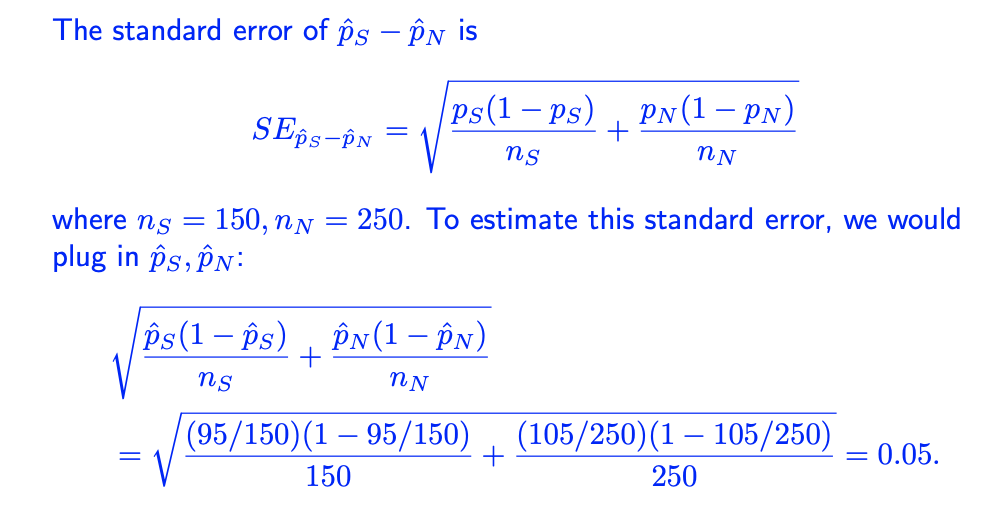 The standard error of $\hat{p}_S - \hat{p}_N$ is
$SE_{\hat{p}_S - \hat{p}_N} = \sqrt{\frac{p_S(1 - p_S)}{n_S} + \frac{p_N(1 - p_N)}{n_N}}$
where $n_S = 150, n_N = 250$. To estimate this standard error, we would
plug in $\hat{p}_S, \hat{p}_N$:
$\sqrt{\frac{\hat{p}_S(1 - \hat{p}_S)}{n_S} + \frac{\hat{p}_N(1 - \hat{p}_N)}{n_N}}$
$= \sqrt{\frac{(95/150)(1 - 95/150)}{150} + \frac{(105/250)(1 - 105/250)}{250}} = 0.05.$